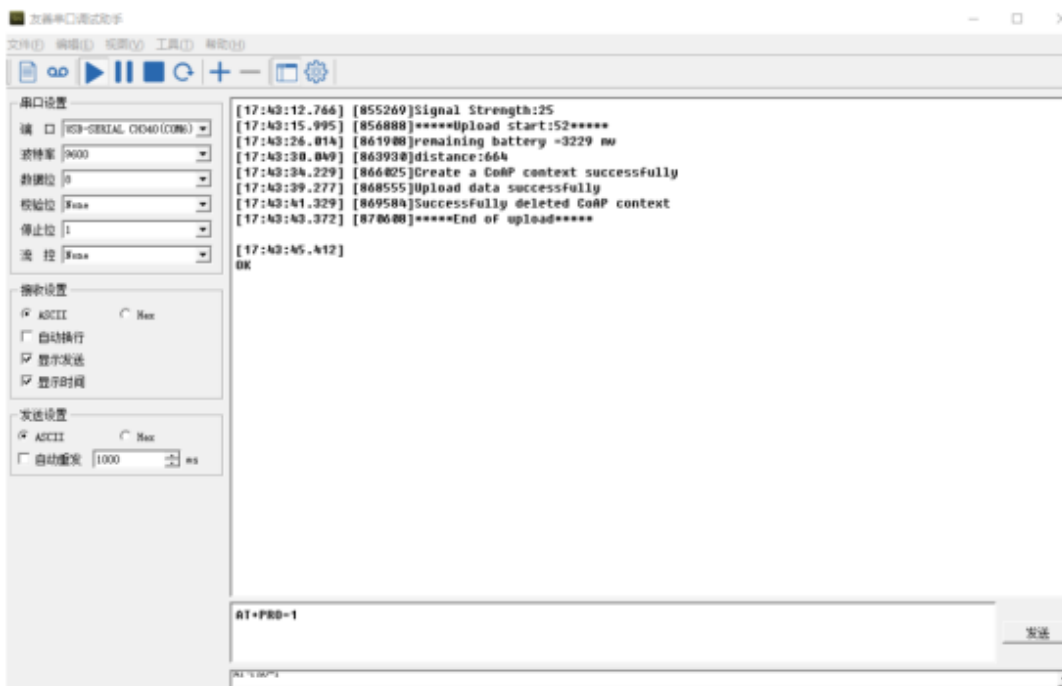 友善串口调试助手
文件(F) 编辑(E) 视图(V) 工具(T) 帮助(H)
串口设置
端 口 USB-SERIAL CH340(COM6)
波特率 9600
数据位 8
校验位 None
停止位 1
流 控 None
接收设置
ASCII Hex
自动换行
显示发送
显示时间
发送设置
ASCII Hex
自动重发 1000 ms
[17:43:12.766] [855269]Signal Strength:25
[17:43:15.995] [856888]*****Upload start:52*****
[17:43:26.014] [861908]remaining battery =3229 mv
[17:43:30.049] [863930]distance:664
[17:43:34.229] [866025]Create a CoAP context successfully
[17:43:39.277] [868555]Upload data successfully
[17:43:41.329] [869584]Successfully deleted CoAP context
[17:43:43.372] [870608]*****End of upload*****
[17:43:45.412]
OK
AT+PRO=1
发送